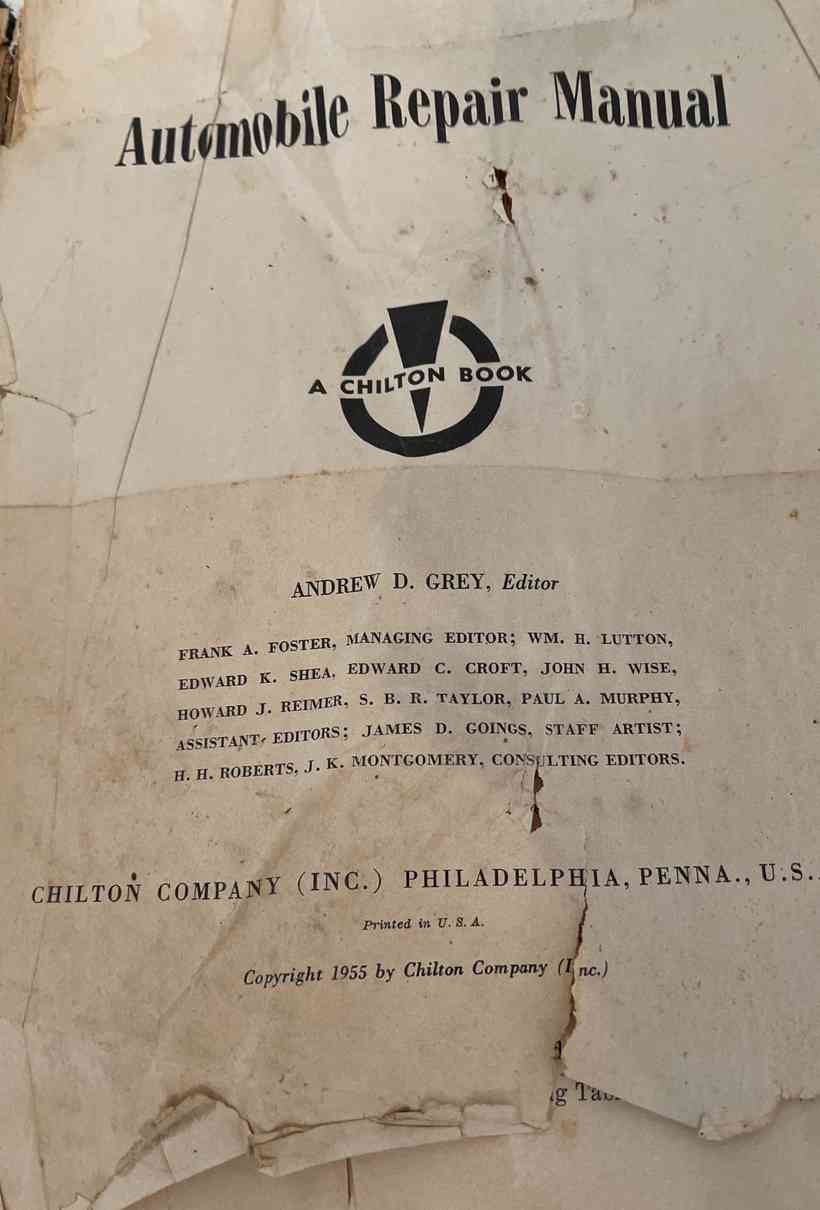 Automobile Repair Manual
A CHILTON BOOK
ANDREW D. GREY, Editor
FRANK A. FOSTER, MANAGING EDITOR; WM. H. LUTTON,
EDWARD K. SHEA, EDWARD C. CROFT, JOHN H. WISE,
HOWARD J. REIMER, S. B. R. TAYLOR, PAUL A. MURPHY,
ASSISTANT EDITORS; JAMES D. GOINGS, STAFF ARTIST;
H. H. ROBERTS, J. K. MONTGOMERY, CONSULTING EDITORS.
CHILTON COMPANY (INC.) PHILADELPHIA, PENNA., U.S.
Printed in U. S. A.
Copyright 1955 by Chilton Company (Inc.)